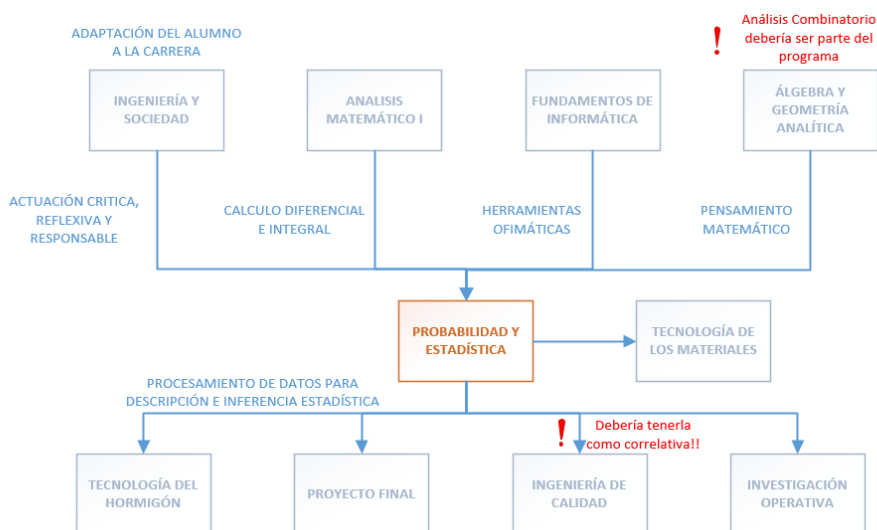 ADAPTACIÓN DEL ALUMNO
A LA CARRERA
Análisis Combinatorio
debería ser parte del
programa
!
INGENIERÍA Y
SOCIEDAD
ANALISIS
MATEMÁTICO I
FUNDAMENTOS DE
INFORMÁTICA
ÁLGEBRA Y
GEOMETRÍA
ANALÍTICA
ACTUACIÓN CRITICA,
REFLEXIVA Y
RESPONSABLE
CALCULO DIFERENCIAL
E INTEGRAL
HERRAMIENTAS
OFIMÁTICAS
PENSAMIENTO
MATEMÁTICO
PROBABILIDAD Y
ESTADÍSTICA
TECNOLOGÍA DE
LOS MATERIALES
PROCESAMIENTO DE DATOS PARA
DESCRIPCIÓN E INFERENCIA ESTADÍSTICA
!
Debería tenerla
como correlativa!!
TECNOLOGÍA DEL
HORMIGÓN
PROYECTO FINAL
INGENIERÍA DE
CALIDAD
INVESTIGACIÓN
OPERATIVA